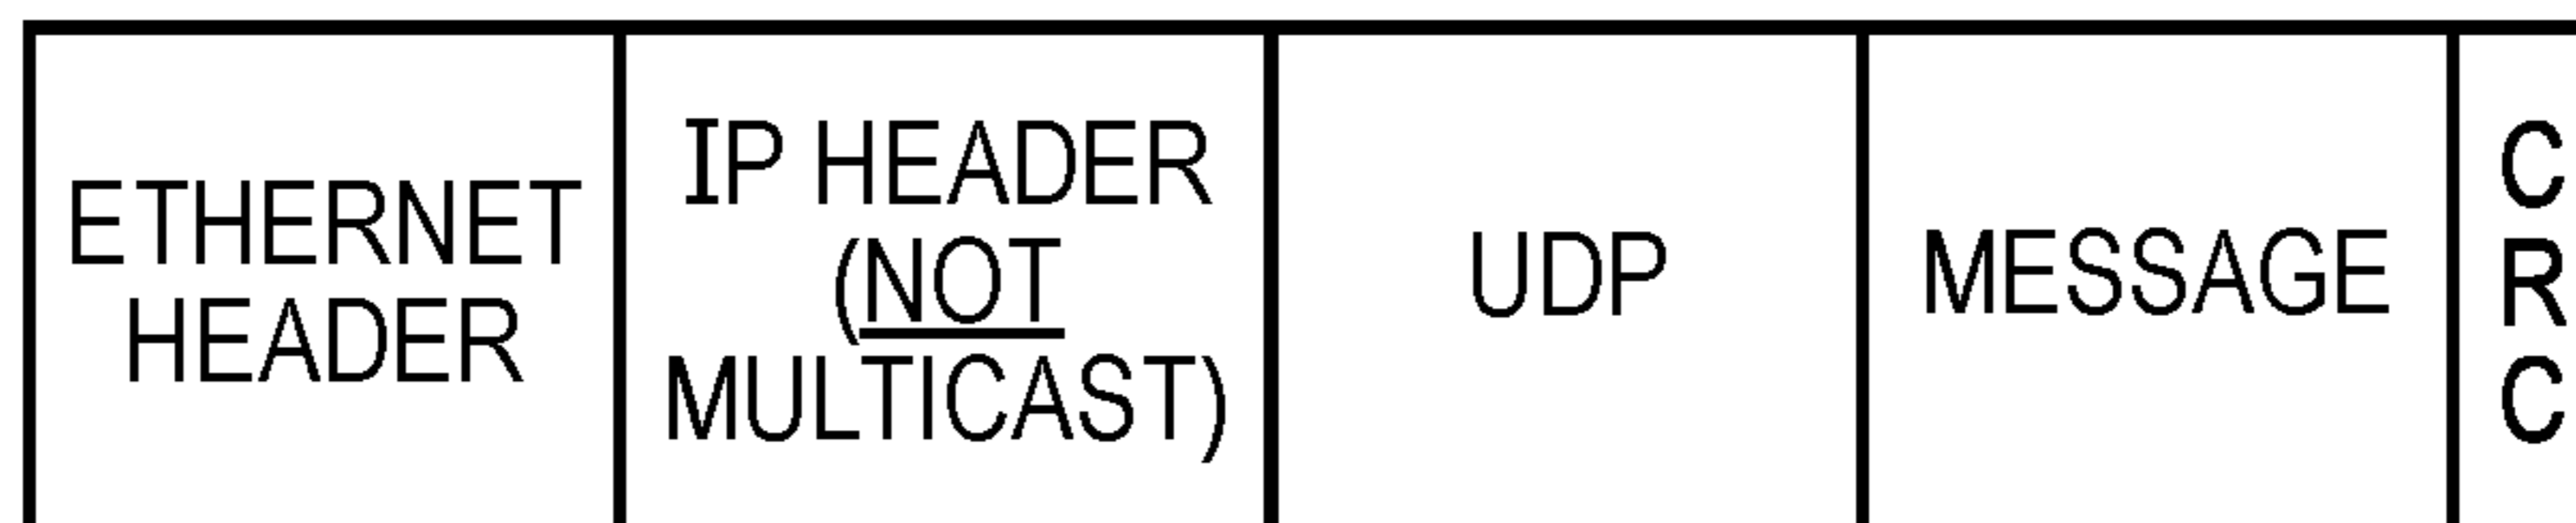 ETHERNET
HEADER
IP HEADER
(NOT
MULTICAST)
UDP
MESSAGE
C
R
C